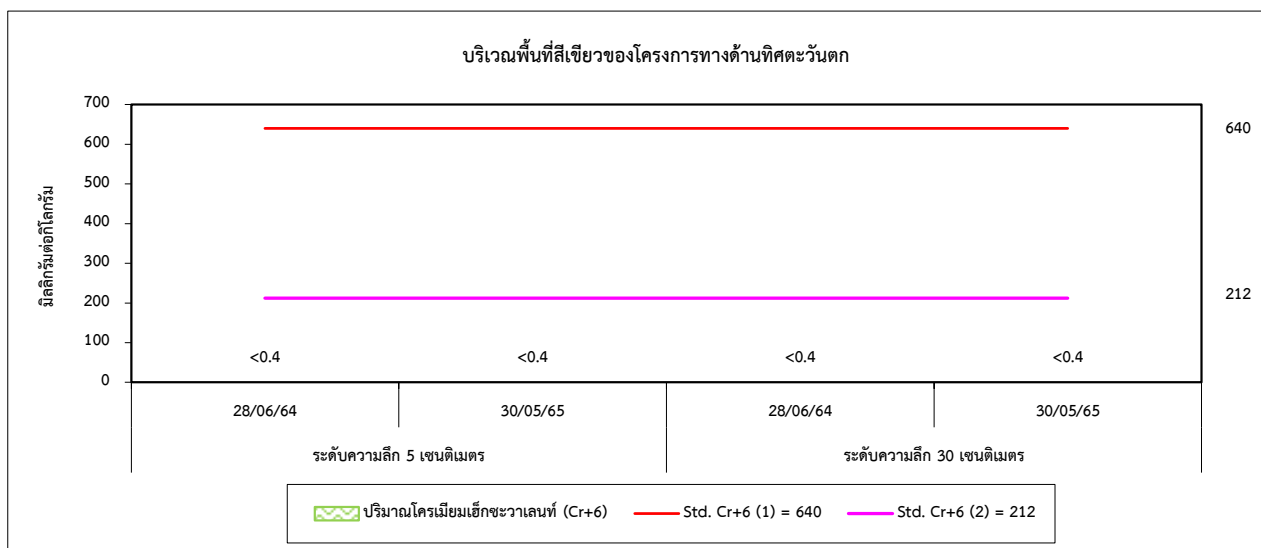 บริเวณพื้นที่สีเขียวของโครงการทางด้านทิศตะวันตก
มิลลิกรัมต่อกิโลกรัม
700
600
500
400
300
200
100
0
640
212
<0.4 <0.4 <0.4 <0.4
28/06/64 30/05/65 28/06/64 30/05/65
ระดับความลึก 5 เซนติเมตร ระดับความลึก 30 เซนติเมตร
ปริมาณโครเมียมเฮ็กซะวาเลนท์ (Cr+6) Std. Cr+6 (1) = 640 Std. Cr+6 (2) = 212